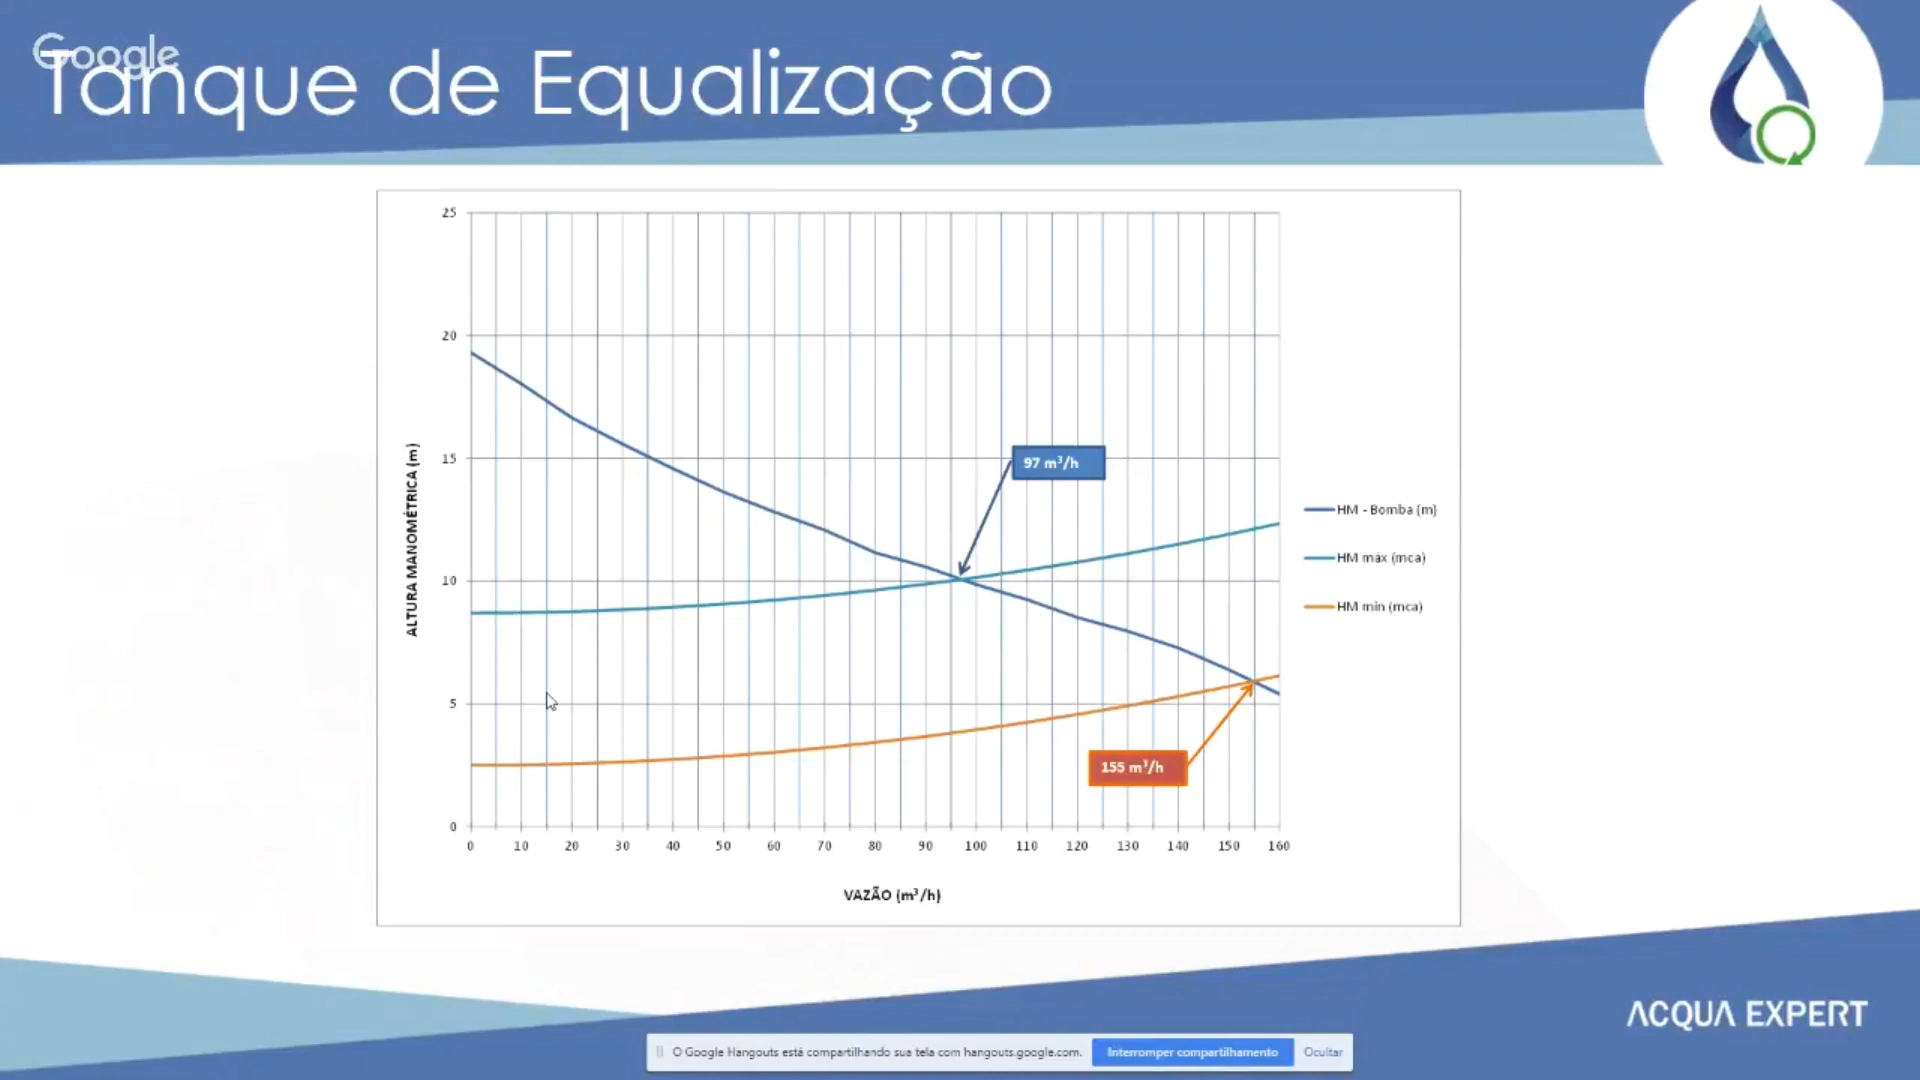 Google
Tanque de Equalização
25
20
15
10
5
0
ALTURA MANOMÉTRICA (m)
97 m³/h
155 m³/h
HM - Bomba (m)
HM máx (mca)
HM min (mca)
0 10 20 30 40 50 60 70 80 90 100 110 120 130 140 150 160
VAZÃO (m³/h)
ACQUA EXPERT
O Google Hangouts está compartilhando sua tela com hangouts.google.com. Interromper compartilhamento Ocultar